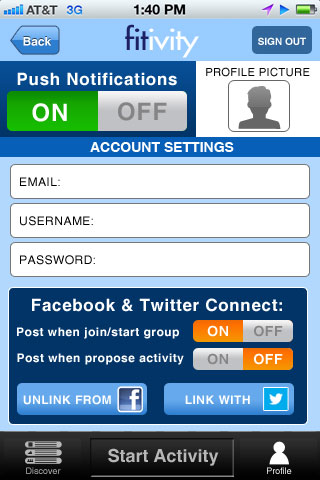 AT&T 3G 1:40 PM
Back fitivity SIGN OUT
Push Notifications
ON OFF
PROFILE PICTURE
ACCOUNT SETTINGS
EMAIL:
USERNAME:
PASSWORD:
Facebook & Twitter Connect:
Post when join/start group ON OFF
Post when propose activity ON OFF
UNLINK FROM f LINK WITH
Discover Start Activity Profile